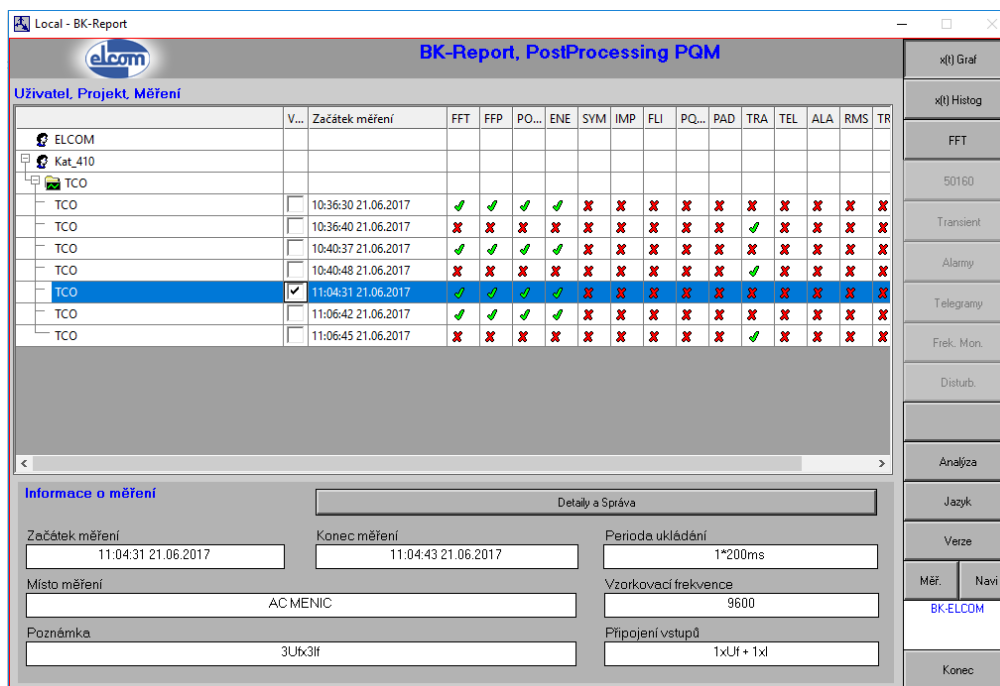 Local - BK-Report
elcom
BK-Report, PostProcessing PQM
Uživatel, Projekt, Měření
V... Začátek měření FFT FFP PO... ENE SYM IMP FLI PQ... PAD TRA TEL ALA RMS TR
ELCOM
Kat_410
TCO
TCO 10:36:30 21.06.2017
TCO 10:36:40 21.06.2017
TCO 10:40:37 21.06.2017
TCO 10:40:48 21.06.2017
TCO 11:04:31 21.06.2017
TCO 11:06:42 21.06.2017
TCO 11:06:45 21.06.2017
Informace o měření
Detaily a Správa
Začátek měření Konec měření Perioda ukládání
11:04:31 21.06.2017 11:04:43 21.06.2017 1*200ms
Místo měření Vzorkovací frekvence
AC MENIC 9600
Poznámka Připojení vstupů
3Ufx3If 1xUf + 1xI
x(t) Graf
x(t) Histog
FFT
50160
Transient
Alarmy
Telegramy
Frek. Mon.
Disturb.
Analýza
Jazyk
Verze
Měř. Navi
BK-ELCOM
Konec